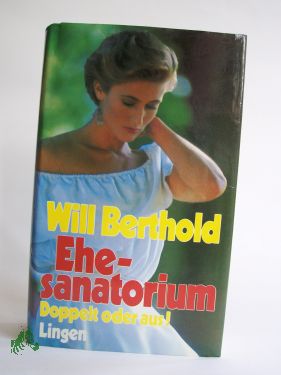 Will Berthold
Ehe-
sanatorium
Doppelt oder aus!
Lingen